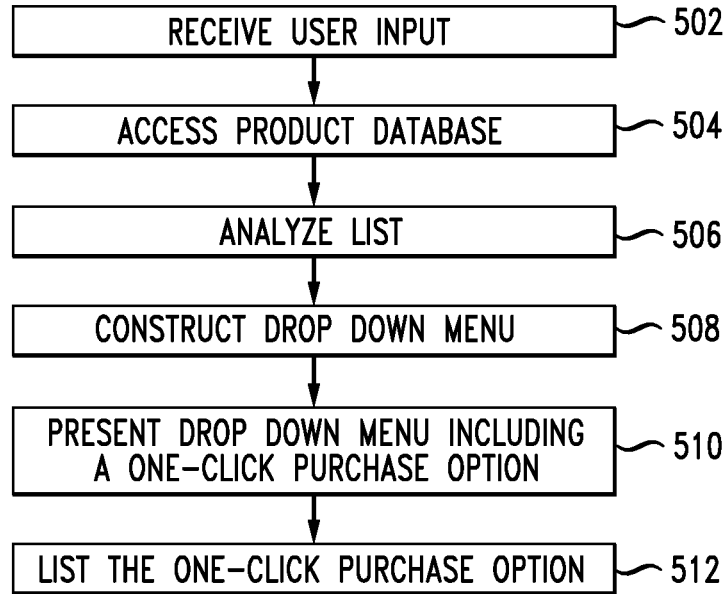 RECEIVE USER INPUT
502
ACCESS PRODUCT DATABASE
504
ANALYZE LIST
506
CONSTRUCT DROP DOWN MENU
508
PRESENT DROP DOWN MENU INCLUDING
A ONE-CLICK PURCHASE OPTION
510
LIST THE ONE-CLICK PURCHASE OPTION
512